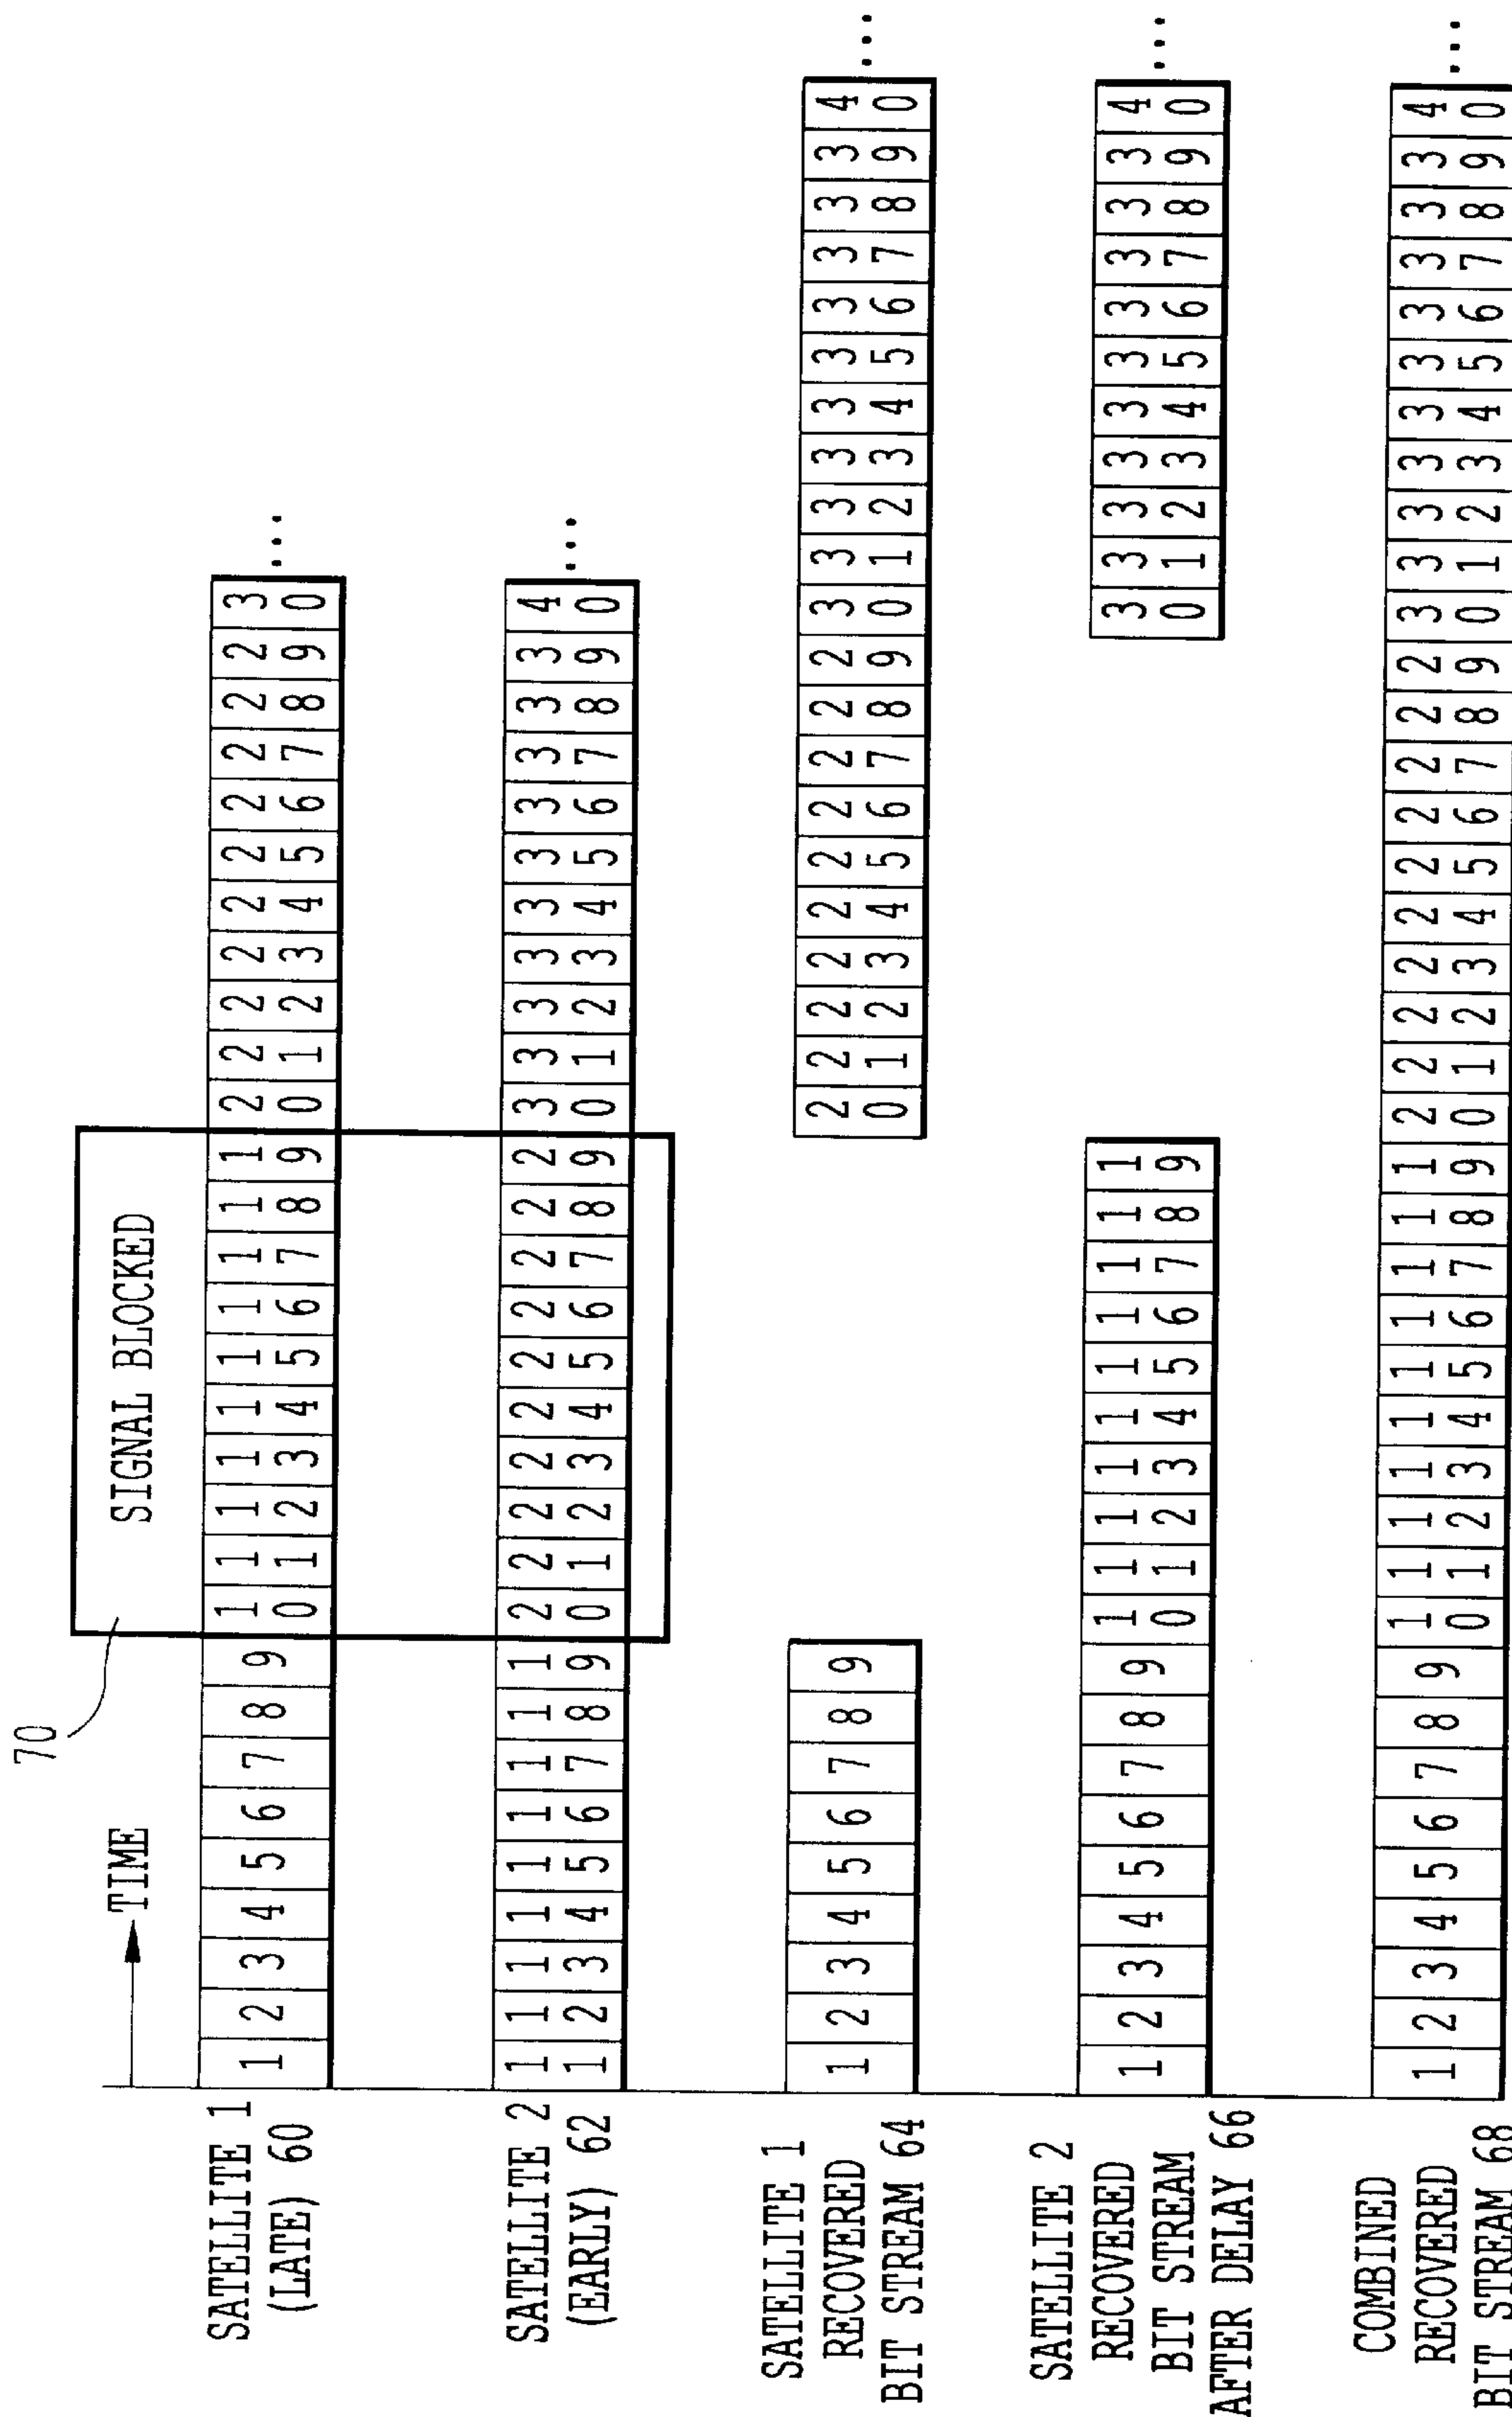 70
TIME
SIGNAL BLOCKED
SATELLITE 1
(LATE) 60
1 2 3 4 5 6 7 8 9 10 11 12 13 14 15 16 17 18 19 20 21 22 23 24 25 26 27 28 29 30 ...
SATELLITE 2
(EARLY) 62
11 12 13 14 15 16 17 18 19 20 21 22 23 24 25 26 27 28 29 30 31 32 33 34 35 36 37 38 39 40 ...
SATELLITE 1
RECOVERED
BIT STREAM 64
1 2 3 4 5 6 7 8 9 20 21 22 23 24 25 26 27 28 29 30 31 32 33 34 35 36 37 38 39 40 ...
SATELLITE 2
RECOVERED
BIT STREAM
AFTER DELAY 66
1 2 3 4 5 6 7 8 9 10 11 12 13 14 15 16 17 18 19 30 31 32 33 34 35 36 37 38 39 40 ...
COMBINED
RECOVERED
BIT STREAM 68
1 2 3 4 5 6 7 8 9 10 11 12 13 14 15 16 17 18 19 20 21 22 23 24 25 26 27 28 29 30 31 32 33 34 35 36 37 38 39 40 ...